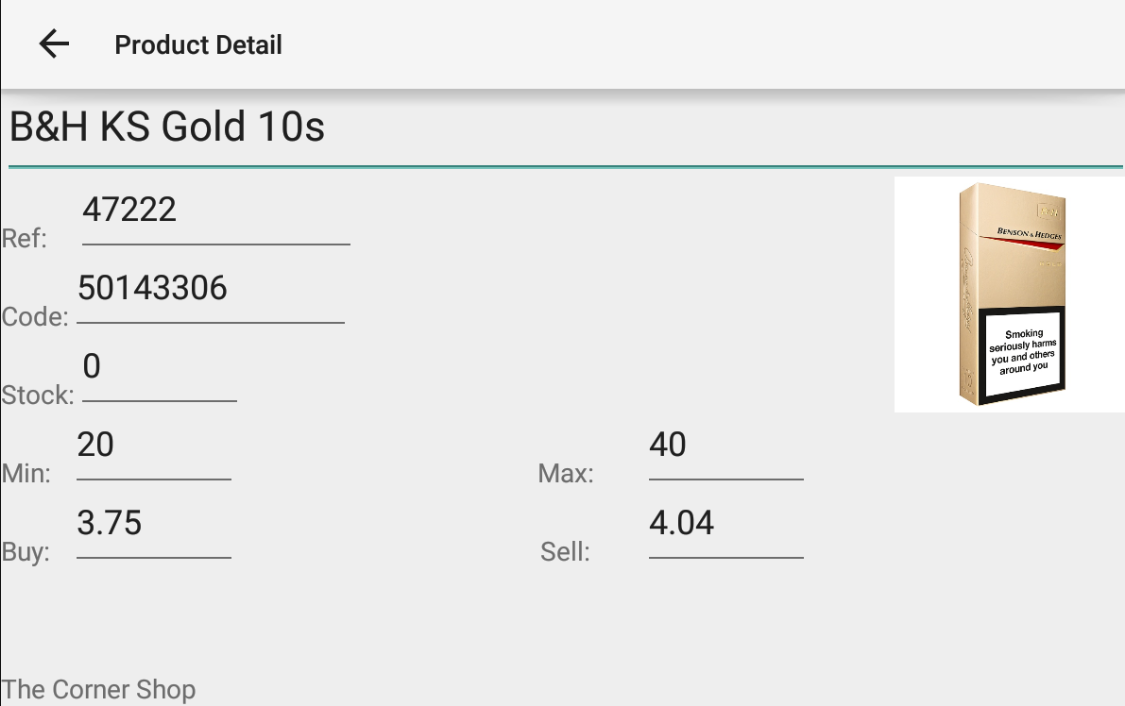 Product Detail
B&H KS Gold 10s
Ref: 47222
Code: 50143306
Stock: 0
Min: 20 Max: 40
Buy: 3.75 Sell: 4.04
BENSON & HEDGES
Smoking
seriously harms
you and others
around you
The Corner Shop